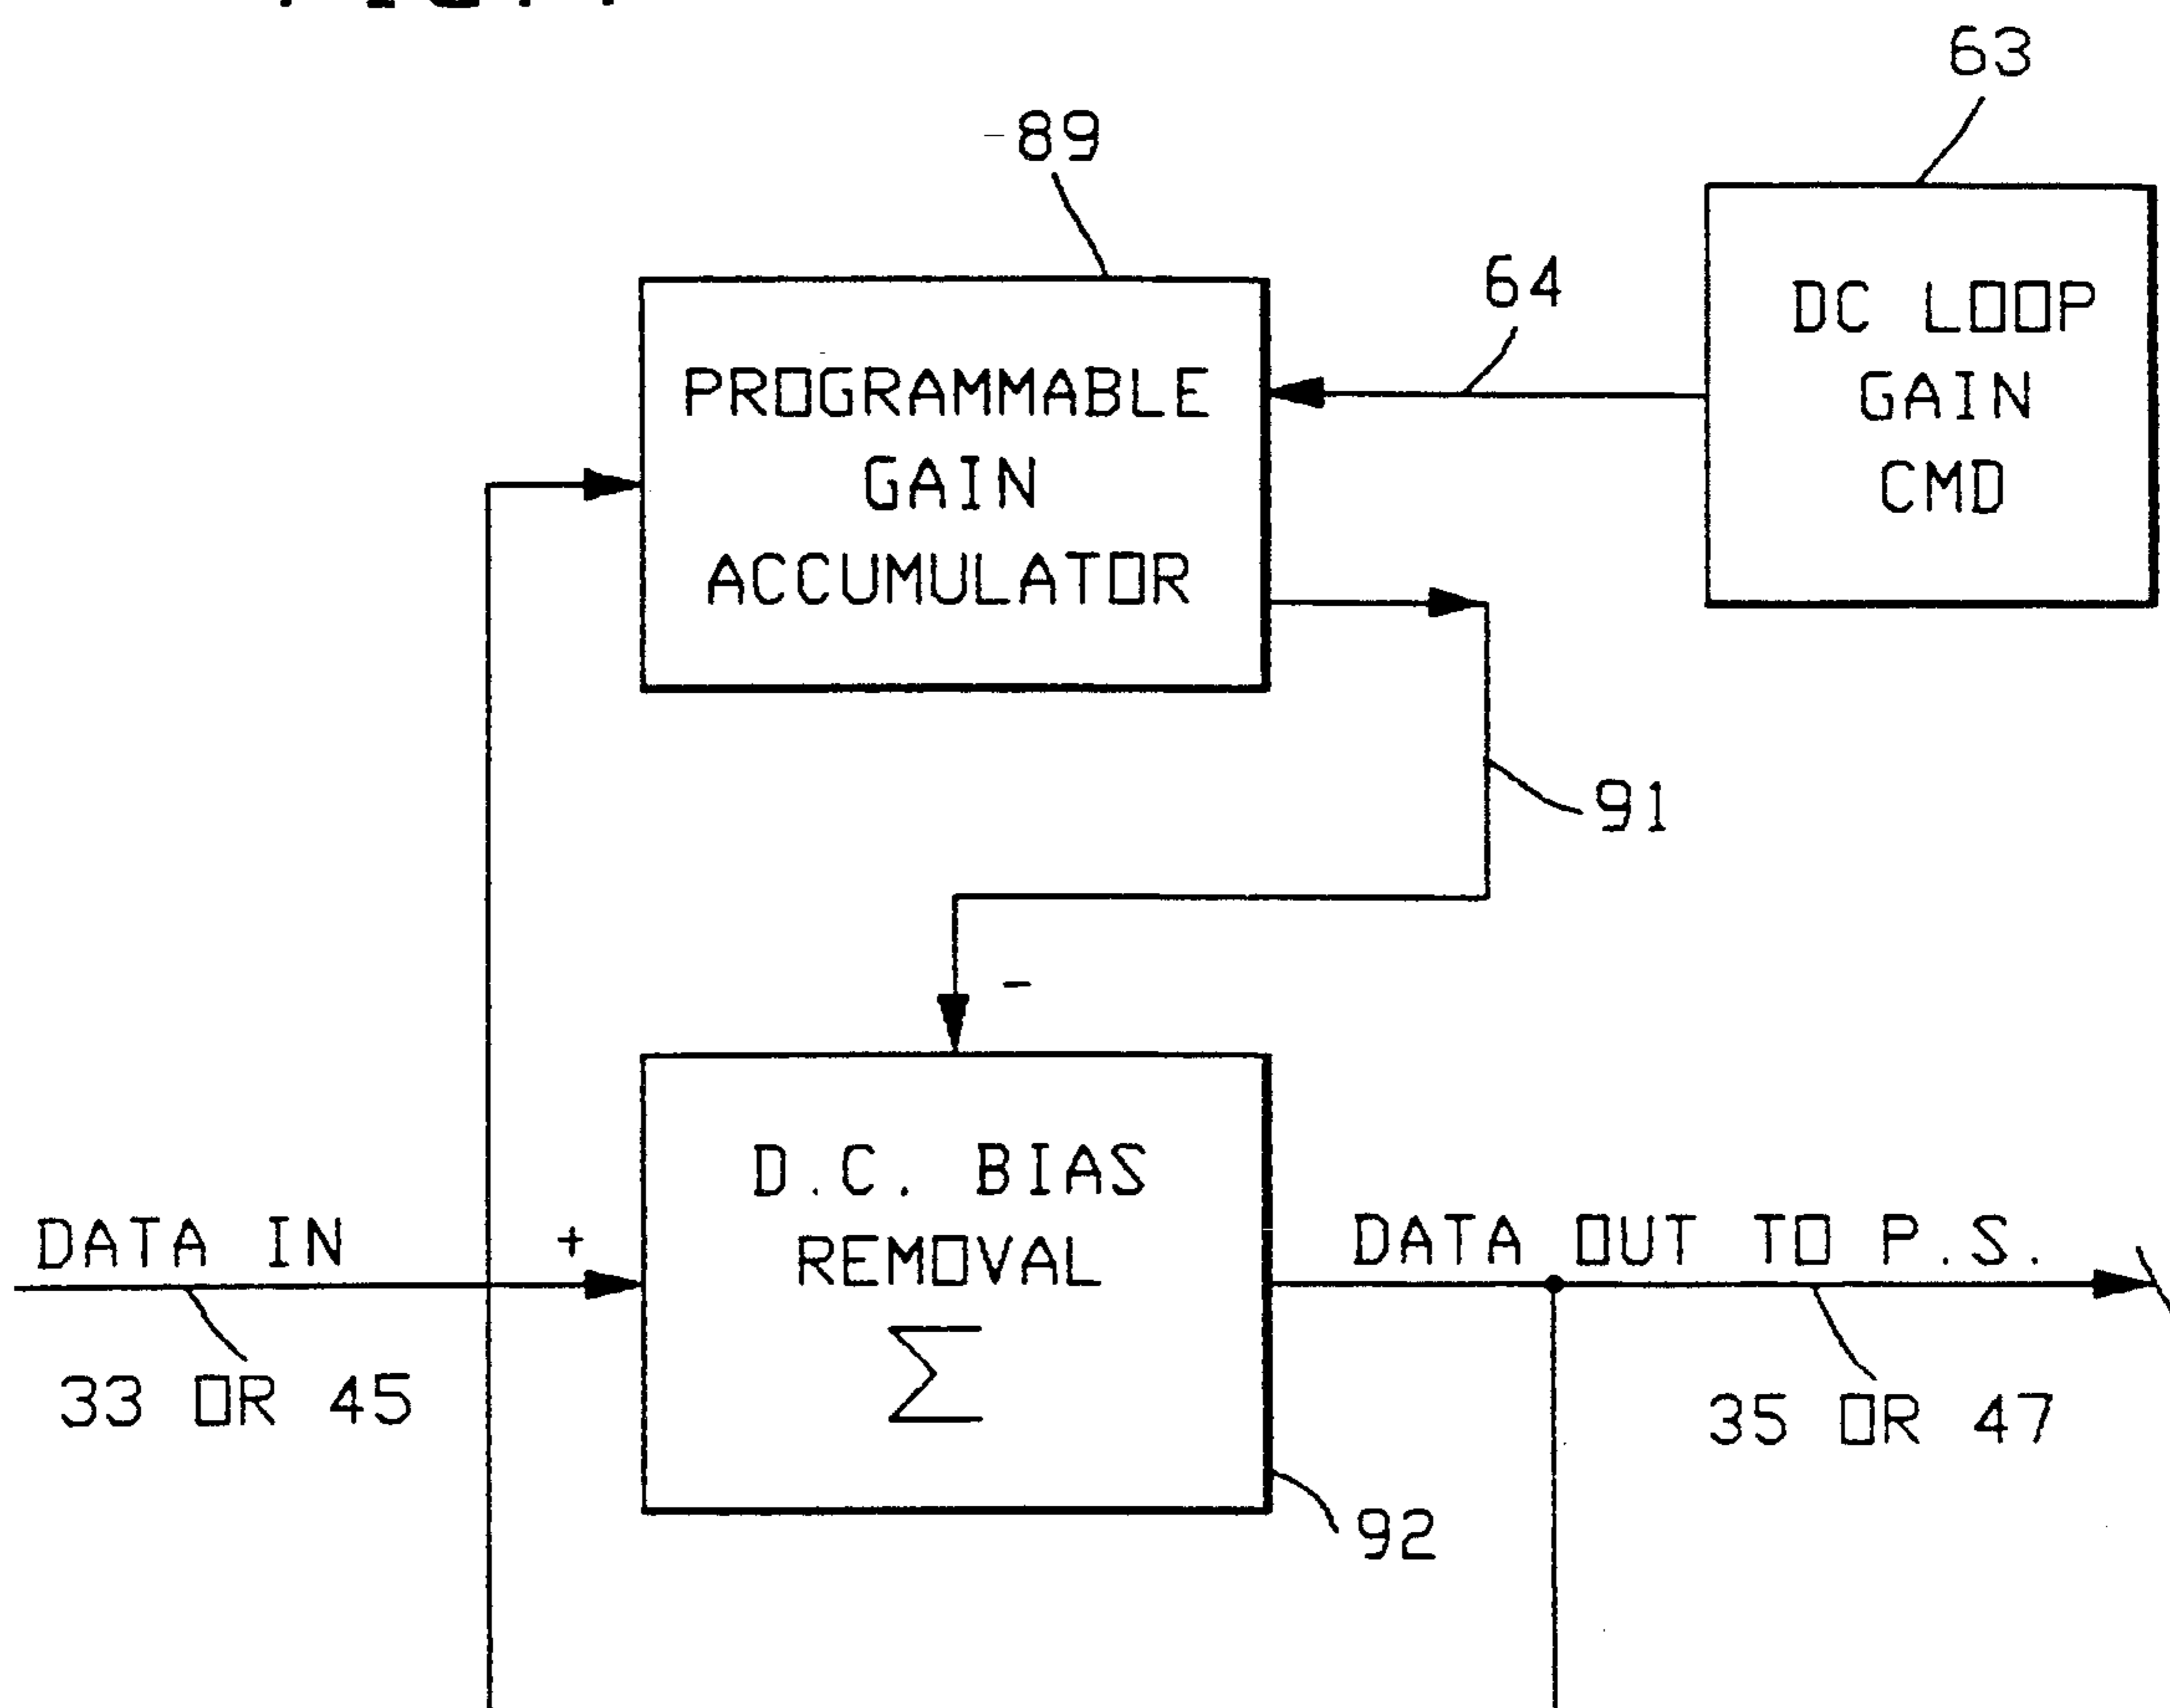 63
89
64
DC LOOP
GAIN
CMD
PROGRAMMABLE
GAIN
ACCUMULATOR
91
-
D.C. BIAS
REMOVAL
Σ
DATA IN
+
DATA OUT TO P.S.
33 OR 45
35 OR 47
92